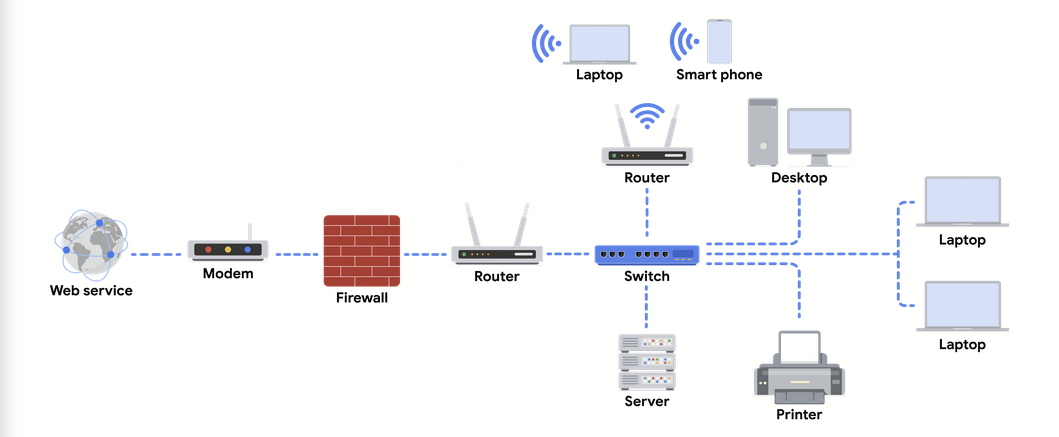 Laptop
Smart phone
Router
Desktop
Web service
Modem
Firewall
Router
Switch
Laptop
Laptop
Server
Printer